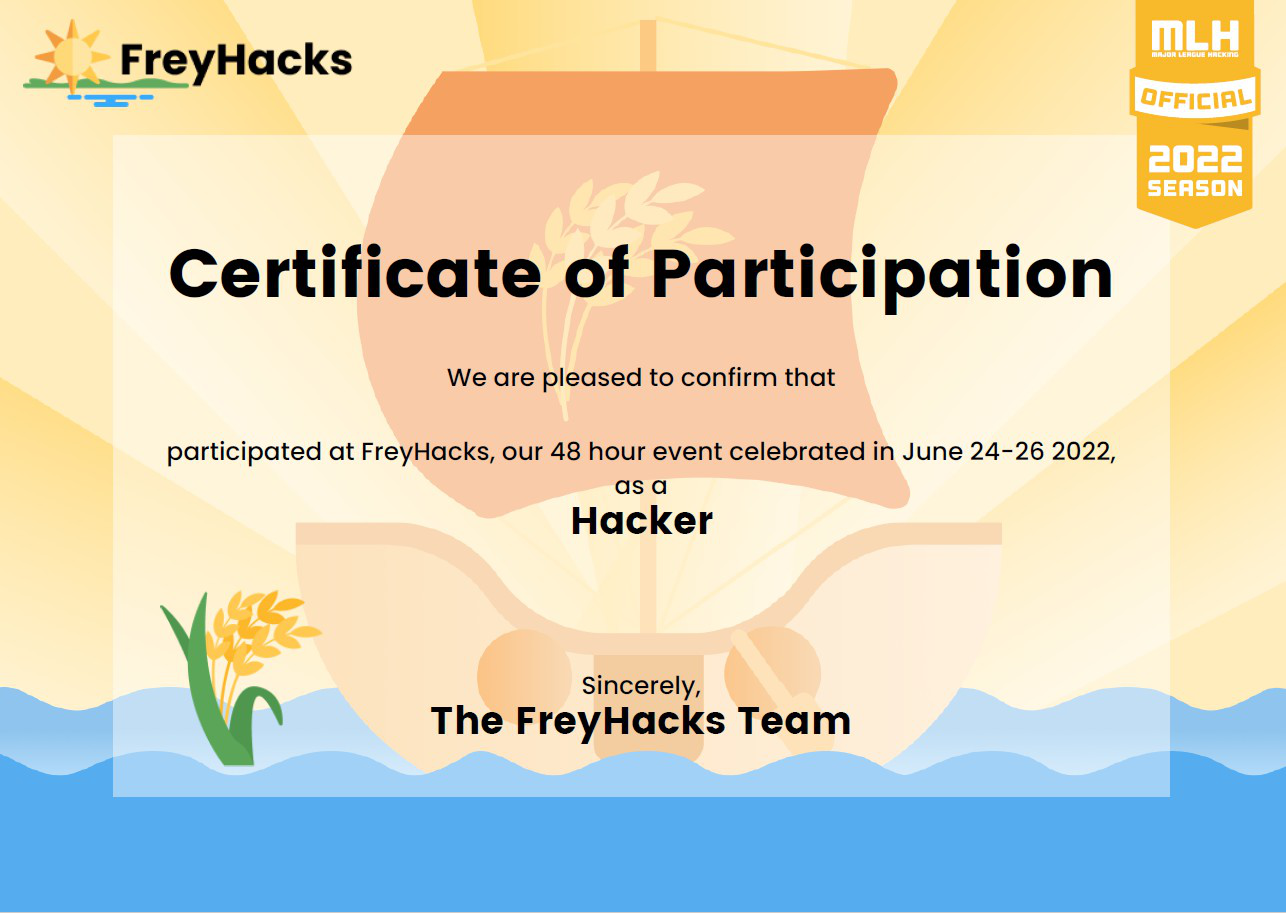 FreyHacks
MLH
MAJOR LEAGUE HACKING
OFFICIAL
2022
SEASON
Certificate of Participation
We are pleased to confirm that
participated at FreyHacks, our 48 hour event celebrated in June 24-26 2022,
as a
Hacker
Sincerely,
The FreyHacks Team